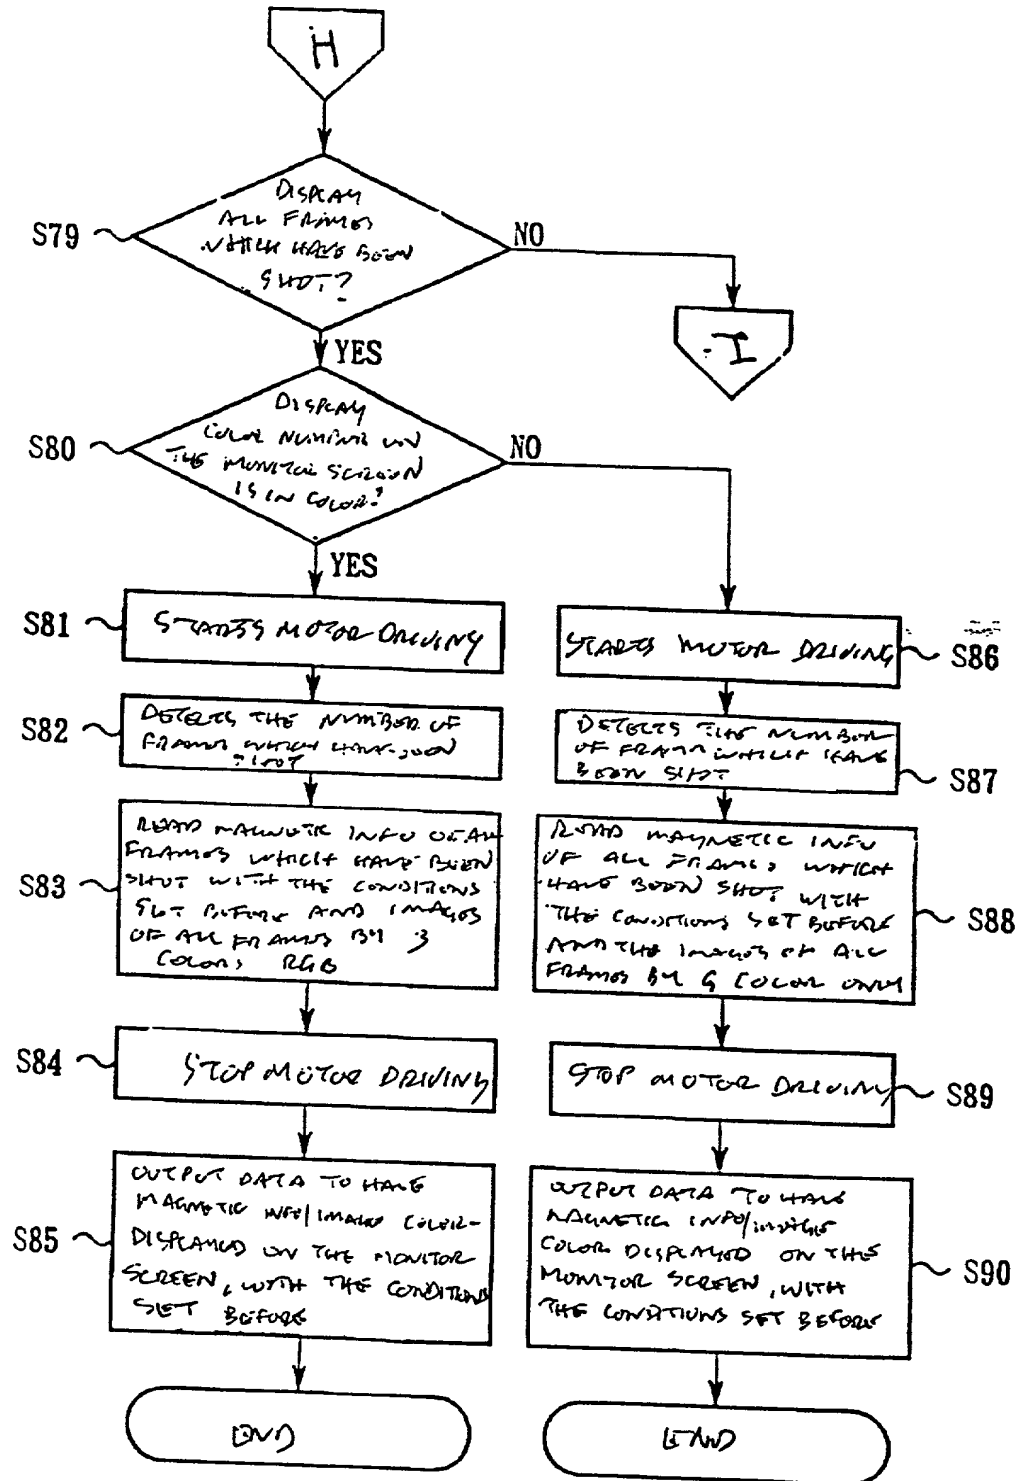 H
S79
DISPLAY
ALL FRAMES
WHICH HAVE BEEN
SHOT?
NO
I
YES
S80
DISPLAY
COLOR NUMBER ON
THE MONITOR SCREEN
IS IN COLOR?
NO
YES
S81
STARTS MOTOR DRIVING
S82
DETECTS THE NUMBER OF
FRAMES WHICH HAVE BEEN
SHOT
S83
READ MAGNETIC INFO OF ALL
FRAMES WHICH HAVE BEEN
SHOT WITH THE CONDITIONS
SET BEFORE AND IMAGES
OF ALL FRAMES BY 3
COLORS RGB
S84
STOP MOTOR DRIVING
S85
OUTPUT DATA TO HAVE
MAGNETIC INFO/IMAGE COLOR-
DISPLAYED ON THE MONITOR
SCREEN, WITH THE CONDITIONS
SET BEFORE
END
STARTS MOTOR DRIVING
S86
DETECTS THE NUMBER
OF FRAMES WHICH HAVE
BEEN SHOT
S87
READ MAGNETIC INFO
OF ALL FRAMES WHICH
HAVE BEEN SHOT WITH
THE CONDITIONS SET BEFORE
AND THE IMAGES OF ALL
FRAMES BY G COLOR ONLY
S88
STOP MOTOR DRIVING
S89
OUTPUT DATA TO HAVE
MAGNETIC INFO/IMAGE
COLOR DISPLAYED ON THE
MONITOR SCREEN, WITH
THE CONDITIONS SET BEFORE
S90
END